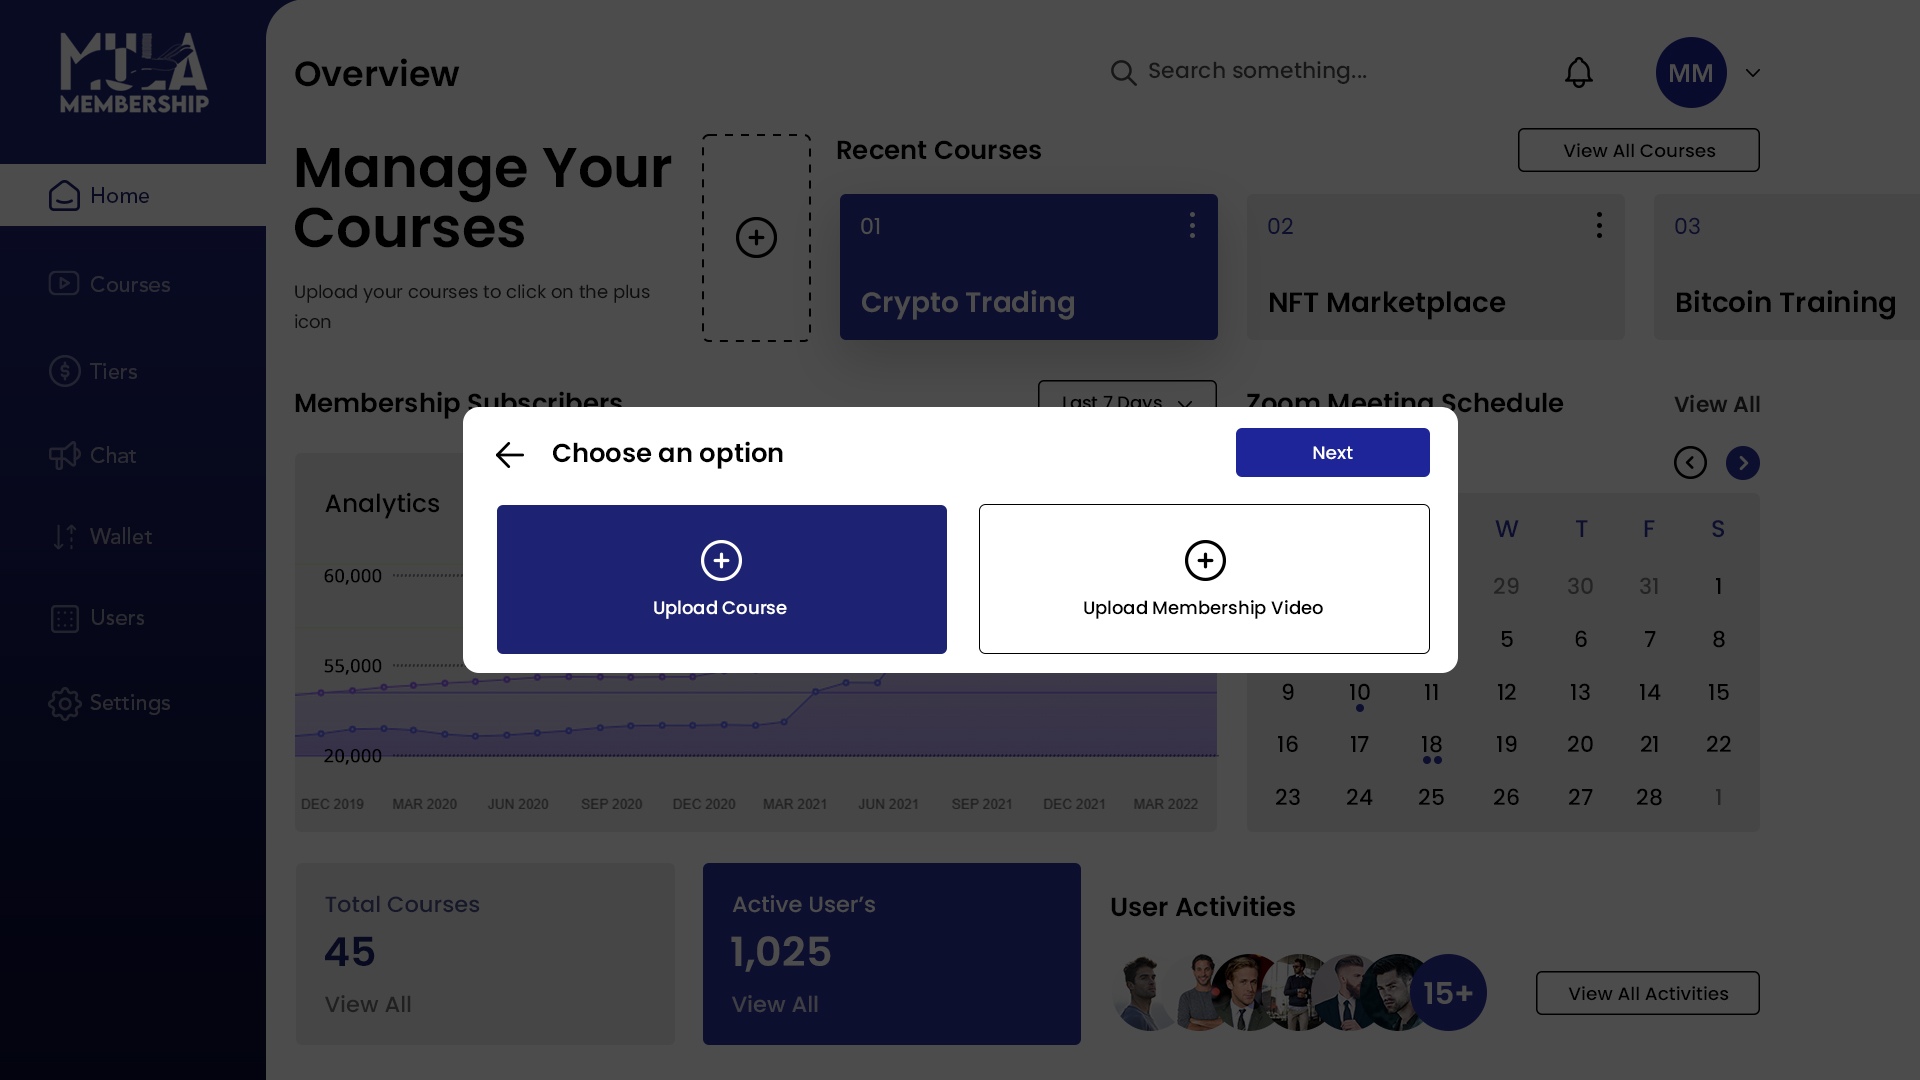 MULA
MEMBERSHIP
Home
Courses
Tiers
Chat
Wallet
Users
Settings
Overview
Search something...
MM
Manage Your
Courses
Upload your courses to click on the plus
icon
Recent Courses
View All Courses
01
Crypto Trading
02
NFT Marketplace
03
Bitcoin Training
Membership Subscribers
Last 7 Days
Zoom Meeting Schedule
View All
Choose an option
Next
Upload Course
Upload Membership Video
Analytics
60,000
55,000
20,000
DEC 2019 MAR 2020 JUN 2020 SEP 2020 DEC 2020 MAR 2021 JUN 2021 SEP 2021 DEC 2021 MAR 2022
W T F S
29 30 31 1
5 6 7 8
9 10 11 12 13 14 15
16 17 18 19 20 21 22
23 24 25 26 27 28 1
Total Courses
45
View All
Active User’s
1,025
View All
User Activities
15+
View All Activities